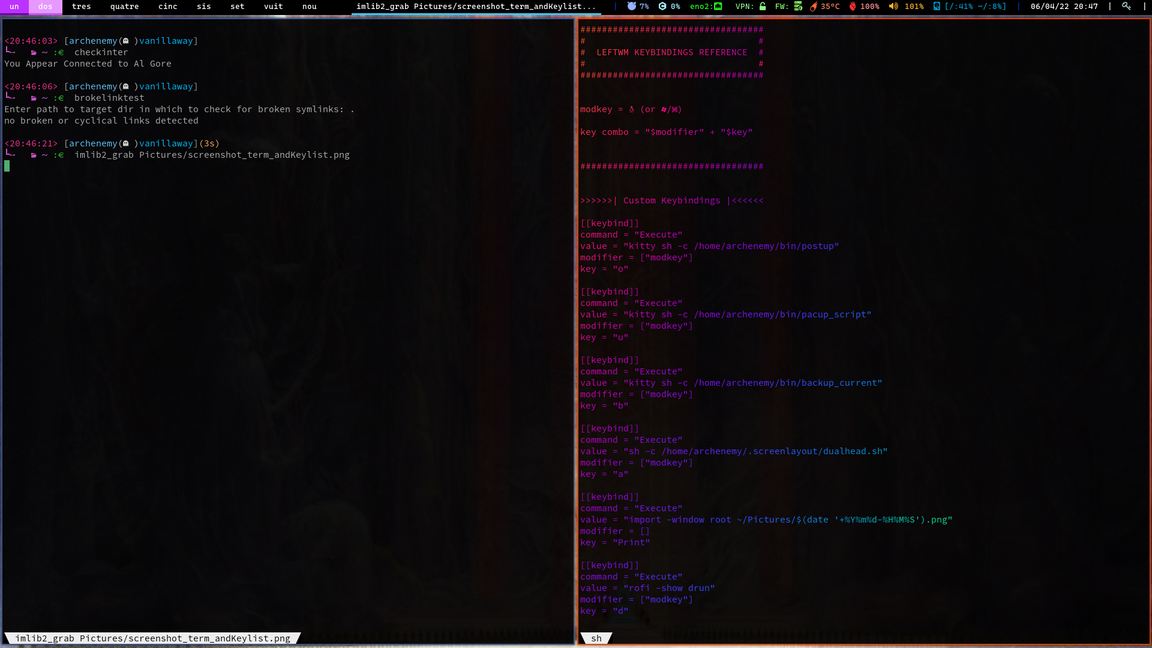 un dos tres quatre cinc sis set vuit nou imlib2_grab Pictures/screenshot_term_andKeylist... | 7% 0% eno2: VPN: FW: 35°C 100% 101% [/:41% ~/:8%] | 06/04/22 20:47 | |
<20:46:03> [archenemy( )vanillaway]
~ : checkinter
You Appear Connected to Al Gore
<20:46:06> [archenemy( )vanillaway]
~ : brokelinktest
Enter path to target dir in which to check for broken symlinks: .
no broken or cyclical links detected
<20:46:21> [archenemy( )vanillaway](3s)
~ : imlib2_grab Pictures/screenshot_term_andKeylist.png
imlib2_grab Pictures/screenshot_term_andKeylist.png
##################################
# #
# LEFTWM KEYBINDINGS REFERENCE #
# #
##################################
modkey = (or /⌘)
key combo = "$modifier" + "$key"
##################################
>>>>>>| Custom Keybindings |<<<<<<
[[keybind]]
command = "Execute"
value = "kitty sh -c /home/archenemy/bin/postup"
modifier = ["modkey"]
key = "o"
[[keybind]]
command = "Execute"
value = "kitty sh -c /home/archenemy/bin/pacup_script"
modifier = ["modkey"]
key = "u"
[[keybind]]
command = "Execute"
value = "kitty sh -c /home/archenemy/bin/backup_current"
modifier = ["modkey"]
key = "b"
[[keybind]]
command = "Execute"
value = "sh -c /home/archenemy/.screenlayout/dualhead.sh"
modifier = ["modkey"]
key = "a"
[[keybind]]
command = "Execute"
value = "import -window root ~/Pictures/$(date '+%Y%m%d-%H%M%S').png"
modifier = []
key = "Print"
[[keybind]]
command = "Execute"
value = "rofi -show drun"
modifier = ["modkey"]
key = "d"
sh